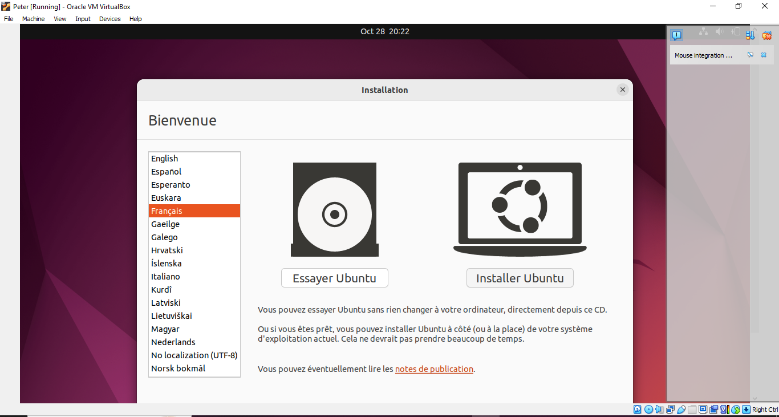 Peter [Running] - Oracle VM VirtualBox
File Machine View Input Devices Help
Oct 28 20:22
Mouse integration ...
Installation
Bienvenue
English
Español
Esperanto
Euskara
Français
Gaeilge
Galego
Hrvatski
Íslenska
Italiano
Kurdî
Latviski
Lietuviškai
Magyar
Nederlands
No localization (UTF-8)
Norsk bokmål
Essayer Ubuntu
Installer Ubuntu
Vous pouvez essayer Ubuntu sans rien changer à votre ordinateur, directement depuis ce CD.
Ou si vous êtes prêt, vous pouvez installer Ubuntu à côté (ou à la place) de votre système
d'exploitation actuel. Cela ne devrait pas prendre beaucoup de temps.
Vous pouvez éventuellement lire les notes de publication.
Right Ctrl